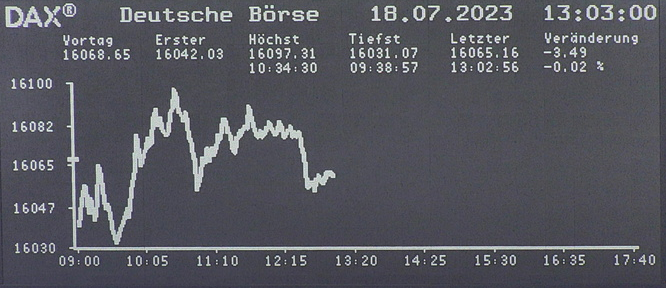 DAX® Deutsche Börse 18.07.2023 13:03:00
Vortag Erster Höchst Tiefst Letzter Veränderung
16068.65 16042.03 16097.31 16031.07 16065.16 -3.49
10:34:30 09:38:57 13:02:56 -0.02 %
16100
16082
16065
16047
16030
09:00 10:05 11:10 12:15 13:20 14:25 15:30 16:35 17:40